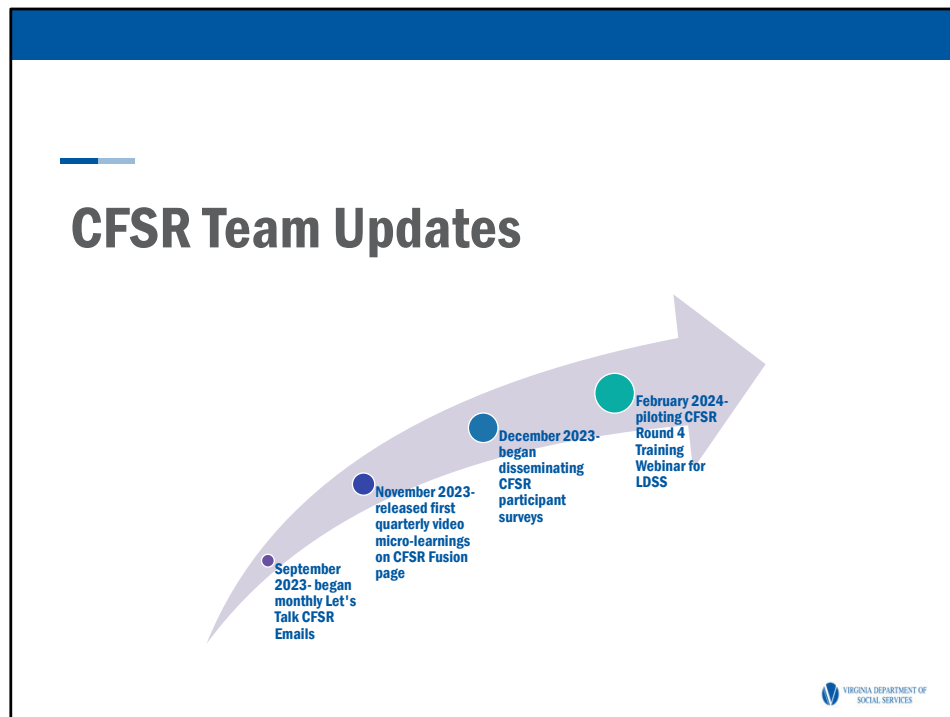 CFSR Team Updates
September
2023- began
monthly Let's
Talk CFSR
Emails
November 2023-
released first
quarterly video
micro-learnings
on CFSR Fusion
page
December 2023-
began
disseminating
CFSR
participant
surveys
February 2024-
piloting CFSR
Round 4
Training
Webinar for
LDSS
VIRGINIA DEPARTMENT OF
SOCIAL SERVICES